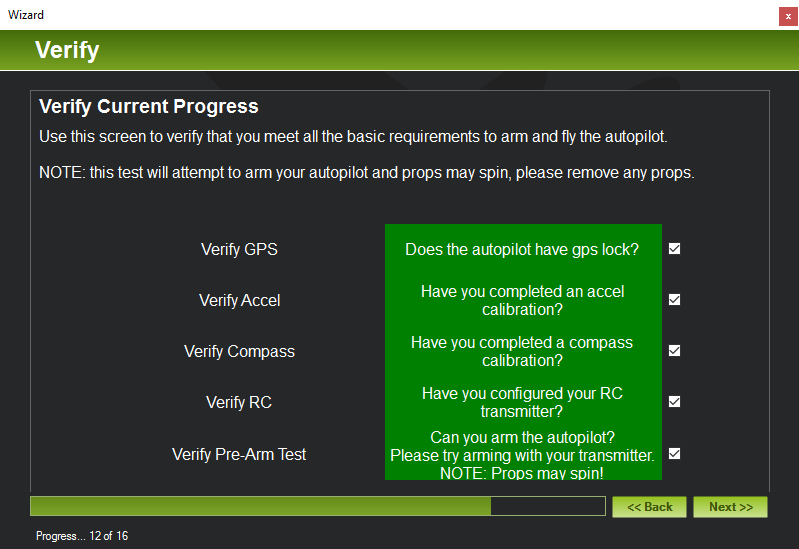 Wizard
x
Verify
Verify Current Progress
Use this screen to verify that you meet all the basic requirements to arm and fly the autopilot.
NOTE: this test will attempt to arm your autopilot and props may spin, please remove any props.
Verify GPS
Does the autopilot have gps lock?
Verify Accel
Have you completed an accel
calibration?
Verify Compass
Have you completed a compass
calibration?
Verify RC
Have you configured your RC
transmitter?
Verify Pre-Arm Test
Can you arm the autopilot?
Please try arming with your transmitter.
NOTE: Props may spin!
<< Back
Next >>
Progress... 12 of 16